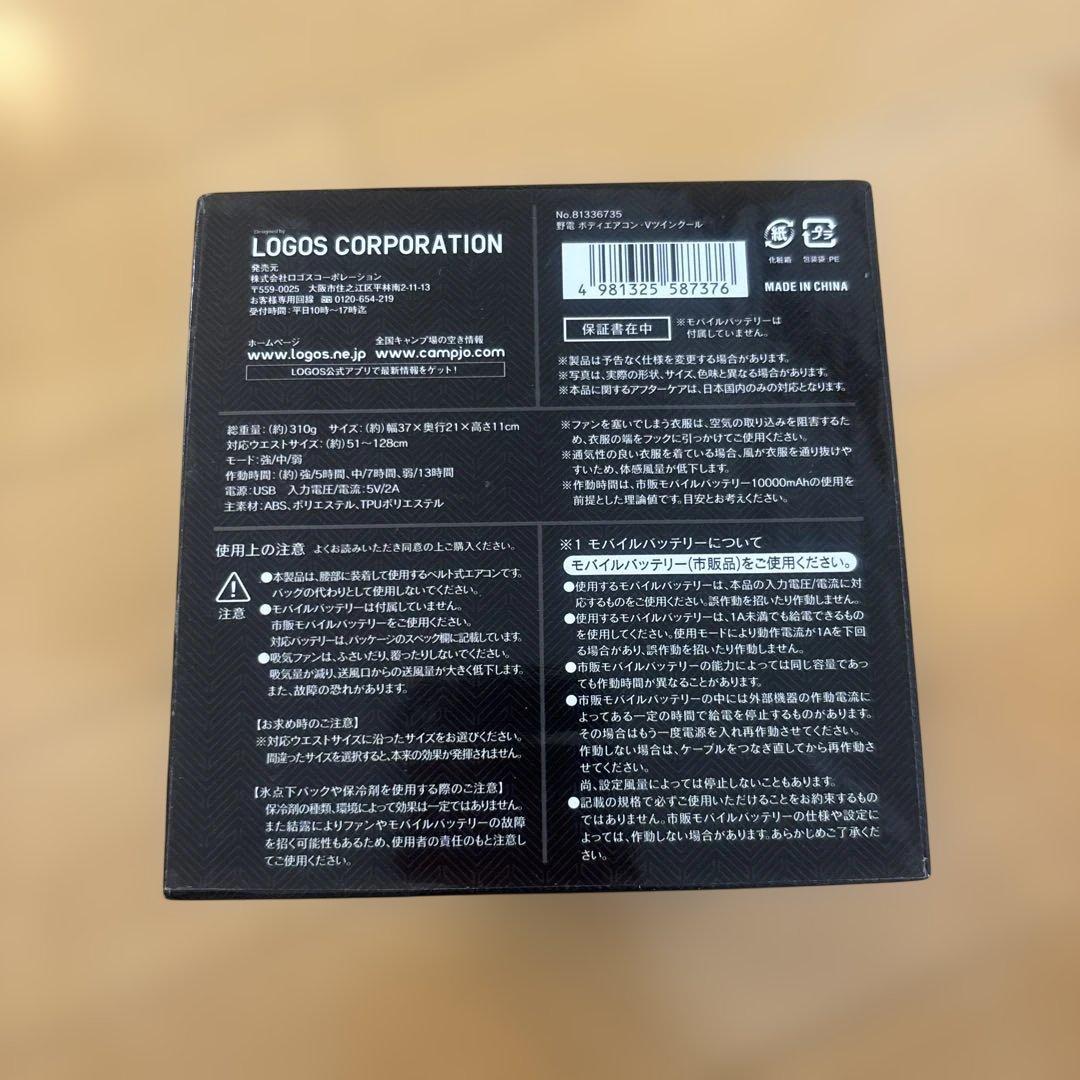 Designed by
LOGOS CORPORATION
発売元
株式会社ロゴスコーポレーション
〒559-0025 大阪市住之江区平林南2-11-13
お客様専用回線 0120-654-219
受付時間:平日10時〜17時迄
ホームページ 全国キャンプ場の空き情報
www.logos.ne.jp www.campjo.com
LOGOS公式アプリで最新情報をゲット!
No.81336735
野電 ボディエアコン・Vツインクール
4 981325 587376
紙 プラ
化粧箱 包装袋:PE
MADE IN CHINA
保証書在中
※モバイルバッテリーは
付属していません。
※製品は予告なく仕様を変更する場合があります。
※写真は、実際の形状、サイズ、色味と異なる場合があります。
※本品に関するアフターケアは、日本国内のみの対応となります。
総重量:(約)310g サイズ:(約)幅37×奥行21×高さ11cm
対応ウエストサイズ:(約)51〜128cm
モード:強/中/弱
作動時間:(約)強/5時間、中/7時間、弱/13時間
電源:USB 入力電圧/電流:5V/2A
主素材:ABS、ポリエステル、TPUポリエステル
※ファンを塞いでしまう衣服は、空気の取り込みを阻害するた
め、衣服の端をフックに引っかけてご使用ください。
※通気性の良い衣服を着ている場合、風が衣服を通り抜けや
すいため、体感風量が低下します。
※作動時間は、市販モバイルバッテリー10000mAhの使用を
前提とした理論値です。目安とお考えください。
使用上の注意 よくお読みいただき同意の上ご購入ください。
注意
●本製品は、腰部に装着して使用するベルト式エアコンです。
バッグの代わりとして使用しないでください。
●モバイルバッテリーは付属していません。
市販モバイルバッテリーをご使用ください。
対応バッテリーは、パッケージのスペック欄に記載しています。
●吸気ファンは、ふさいだり、覆ったりしないでください。
吸気量が減り、送風口からの送風量が大きく低下します。
また、故障の恐れがあります。
【お求め時のご注意】
※対応ウエストサイズに沿ったサイズをお選びください。
間違ったサイズを選択すると、本来の効果が発揮されません。
【氷点下パックや保冷剤を使用する際のご注意】
保冷剤の種類、環境によって効果は一定ではありません。
また結露によりファンやモバイルバッテリーの故障
を招く可能性もあるため、使用者の責任のもと注意し
てご使用ください。
※1 モバイルバッテリーについて
モバイルバッテリー(市販品)をご使用ください。
●使用するモバイルバッテリーは、本品の入力電圧/電流に対
応するものをご使用ください。誤作動を招いたり作動しません。
●使用するモバイルバッテリーは、1A未満でも給電できるもの
を使用してください。使用モードにより動作電流が1Aを下回
る場合があり、誤作動を招いたり作動しません。
●市販モバイルバッテリーの能力によっては同じ容量であっ
ても作動時間が異なることがあります。
●市販モバイルバッテリーの中には外部機器の作動電流に
よってある一定の時間で給電を停止するものがあります。
その場合はもう一度電源を入れ再作動させてください。
作動しない場合は、ケーブルをつなぎ直してから再作動さ
せてください。
尚、設定風量によっては停止しないこともあります。
●記載の規格で必ずご使用いただけることをお約束するもの
ではありません。市販モバイルバッテリーの仕様や設定に
よっては、作動しない場合があります。あらかじめご了承くだ
さい。